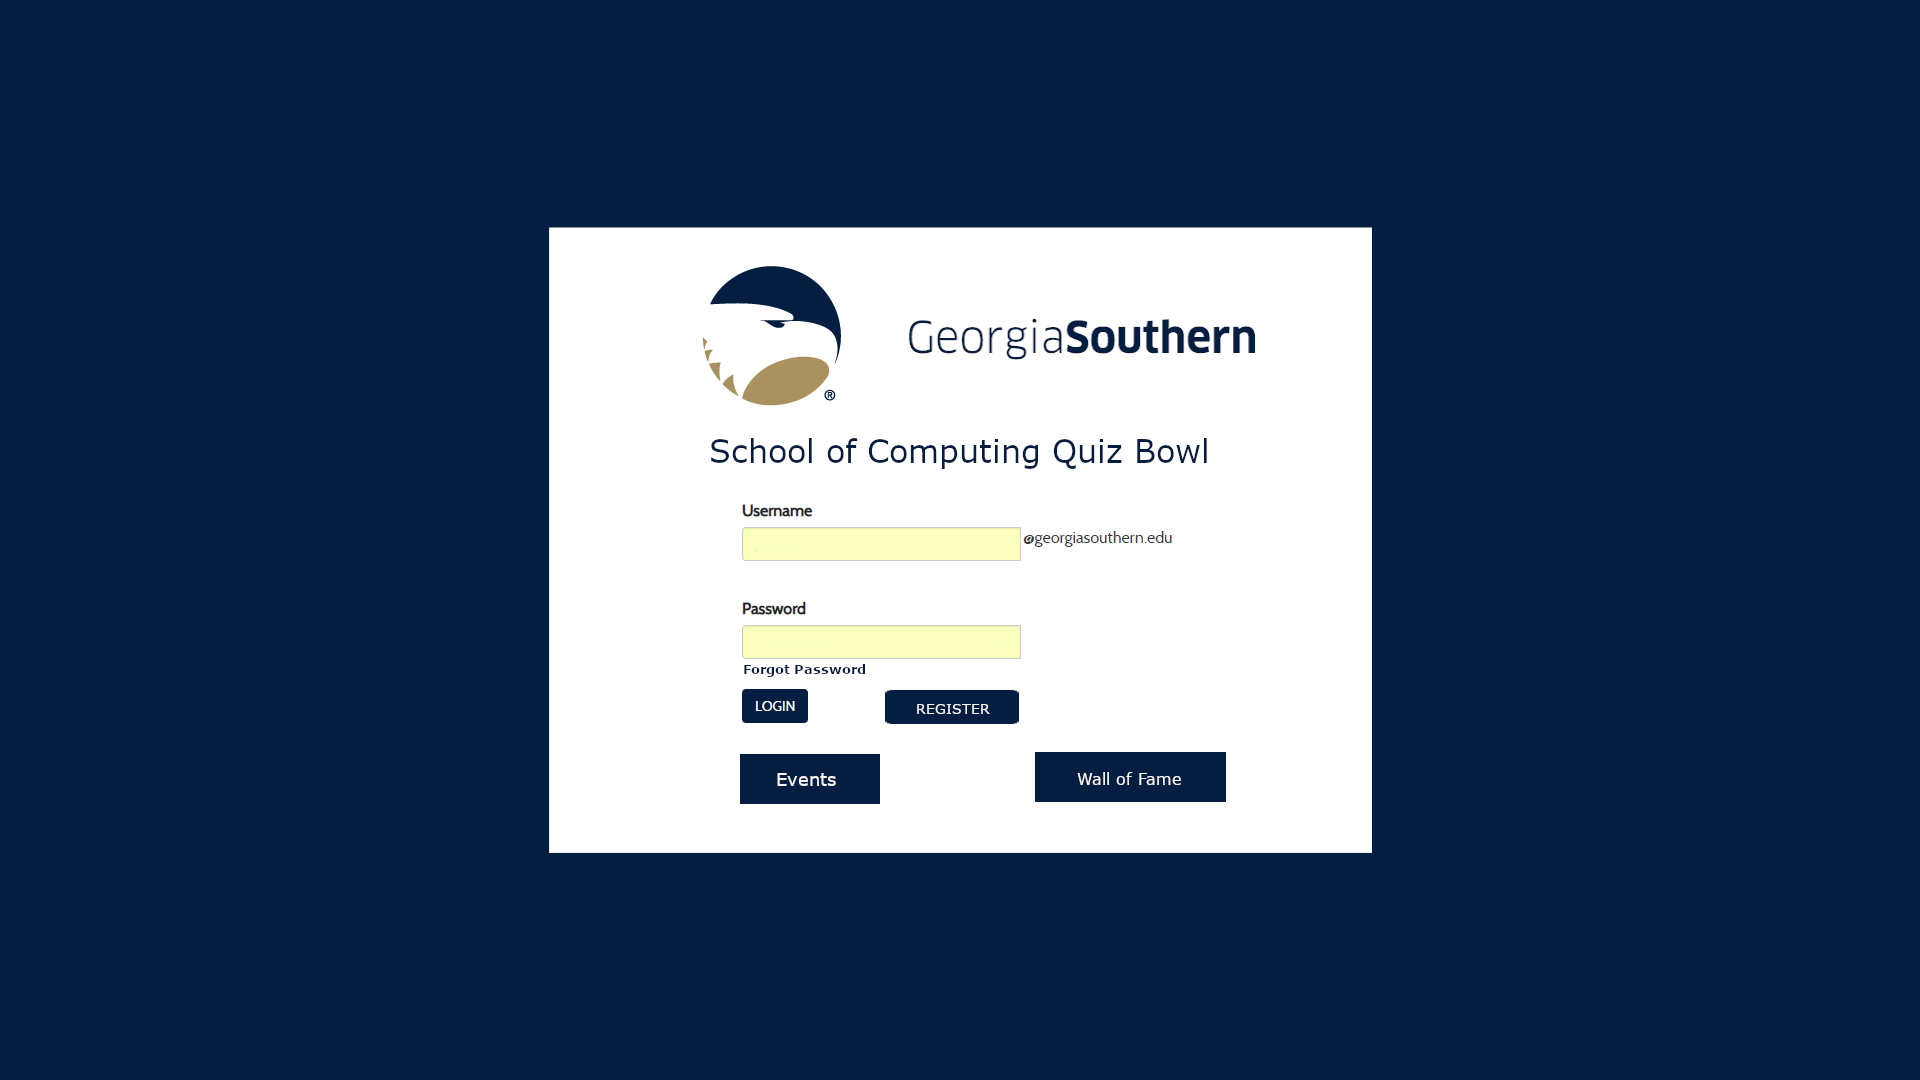 GeorgiaSouthern
®
School of Computing Quiz Bowl
Username
@georgiasouthern.edu
Password
Forgot Password
LOGIN REGISTER
Events Wall of Fame